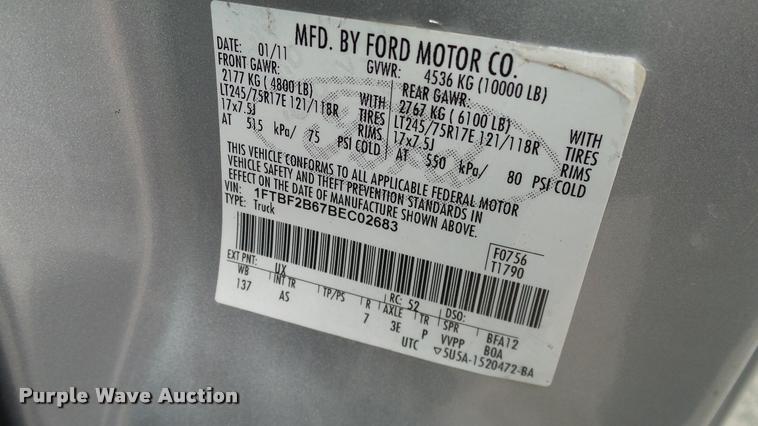 MFD. BY FORD MOTOR CO.
DATE: 01/11 GVWR: 4536 KG (10000 LB)
FRONT GAWR: REAR GAWR:
2177 KG ( 4800 LB) WITH 2767 KG ( 6100 LB) WITH
LT245/75R17E 121/118R TIRES LT245/75R17E 121/118R TIRES
17x7.5J RIMS 17x7.5J RIMS
AT 515 kPa/ 75 PSI COLD AT 550 kPa/ 80 PSI COLD
THIS VEHICLE CONFORMS TO ALL APPLICABLE FEDERAL MOTOR
VEHICLE SAFETY AND THEFT PREVENTION STANDARDS IN
EFFECT ON THE DATE OF MANUFACTURE SHOWN ABOVE.
VIN: 1FTBF2B67BEC02683
TYPE: Truck
F0756
T1790
EXT PNT: UX RC: 52 DSO:
WB INT TR TP/PS R AXLE TR SPR BFA12
137 AS 7 3E P VVPP BOA
UTC ▽5U5A-1520472-BA
Ford
Purple Wave Auction